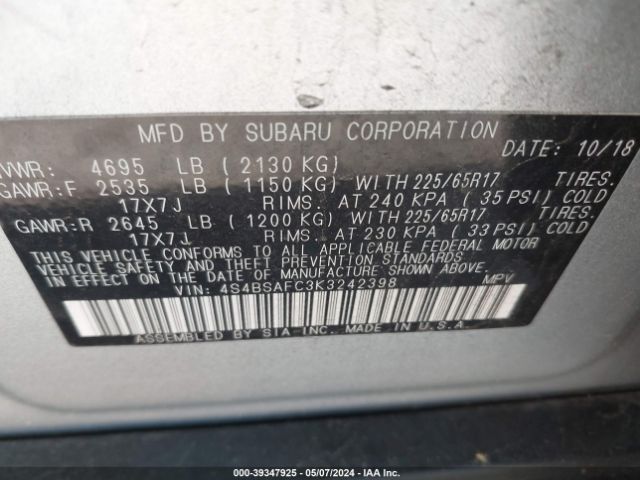 MFD BY SUBARU CORPORATION
DATE: 10/18
VWR: 4695 LB ( 2130 KG)
GAWR:F 2535 LB ( 1150 KG) WITH 225/65R17 TIRES.
17X7J RIMS. AT 240 KPA ( 35 PSI) COLD
GAWR:R 2645 LB ( 1200 KG) WITH 225/65R17 TIRES.
17X7J RIMS. AT 230 KPA ( 33 PSI) COLD
THIS VEHICLE CONFORMS TO ALL APPLICABLE FEDERAL MOTOR
VEHICLE SAFETY AND THEFT PREVENTION STANDARDS
IN EFFECT ON THE DATE OF MANUFACTURE SHOWN ABOVE.
VIN: 4S4BSAFC3K3242398 MPV
ASSEMBLED BY SIA-INC. MADE IN U.S.A.
000-39347925 - 05/07/2024 - IAA Inc.